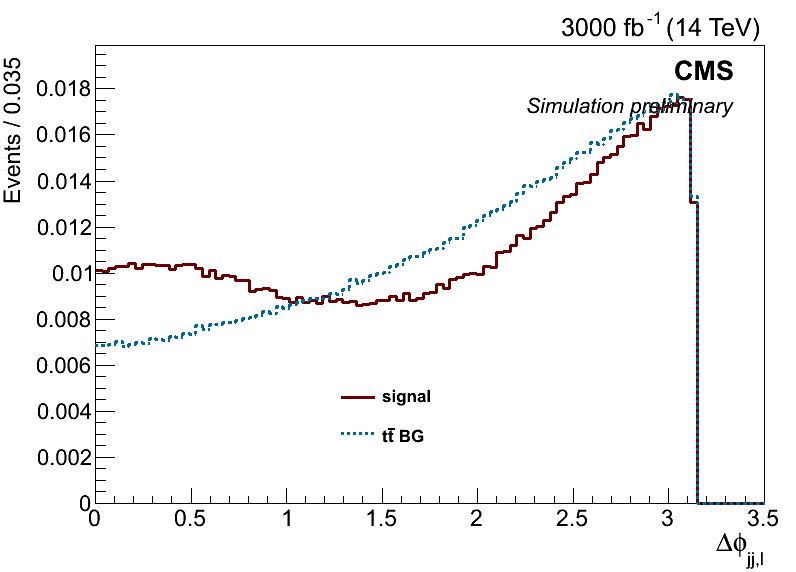 3000 fb⁻¹ (14 TeV)
CMS
Simulation preliminary
Events / 0.035
0.018
0.016
0.014
0.012
0.01
0.008
0.006
0.004
0.002
0
signal
tt̅ BG
0 0.5 1 1.5 2 2.5 3 3.5
Δϕjj,l